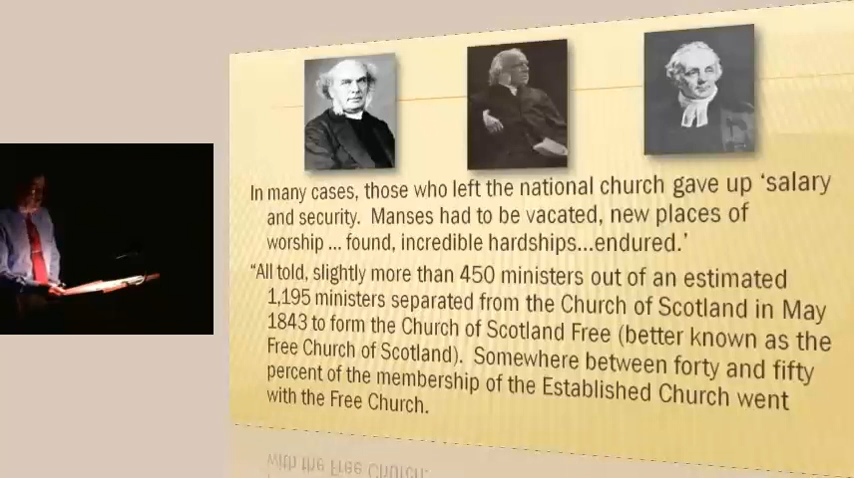 In many cases, those who left the national church gave up ‘salary
and security. Manses had to be vacated, new places of
worship ... found, incredible hardships...endured.’
“All told, slightly more than 450 ministers out of an estimated
1,195 ministers separated from the Church of Scotland in May
1843 to form the Church of Scotland Free (better known as the
Free Church of Scotland). Somewhere between forty and fifty
percent of the membership of the Established Church went
with the Free Church.
with the Free Church.